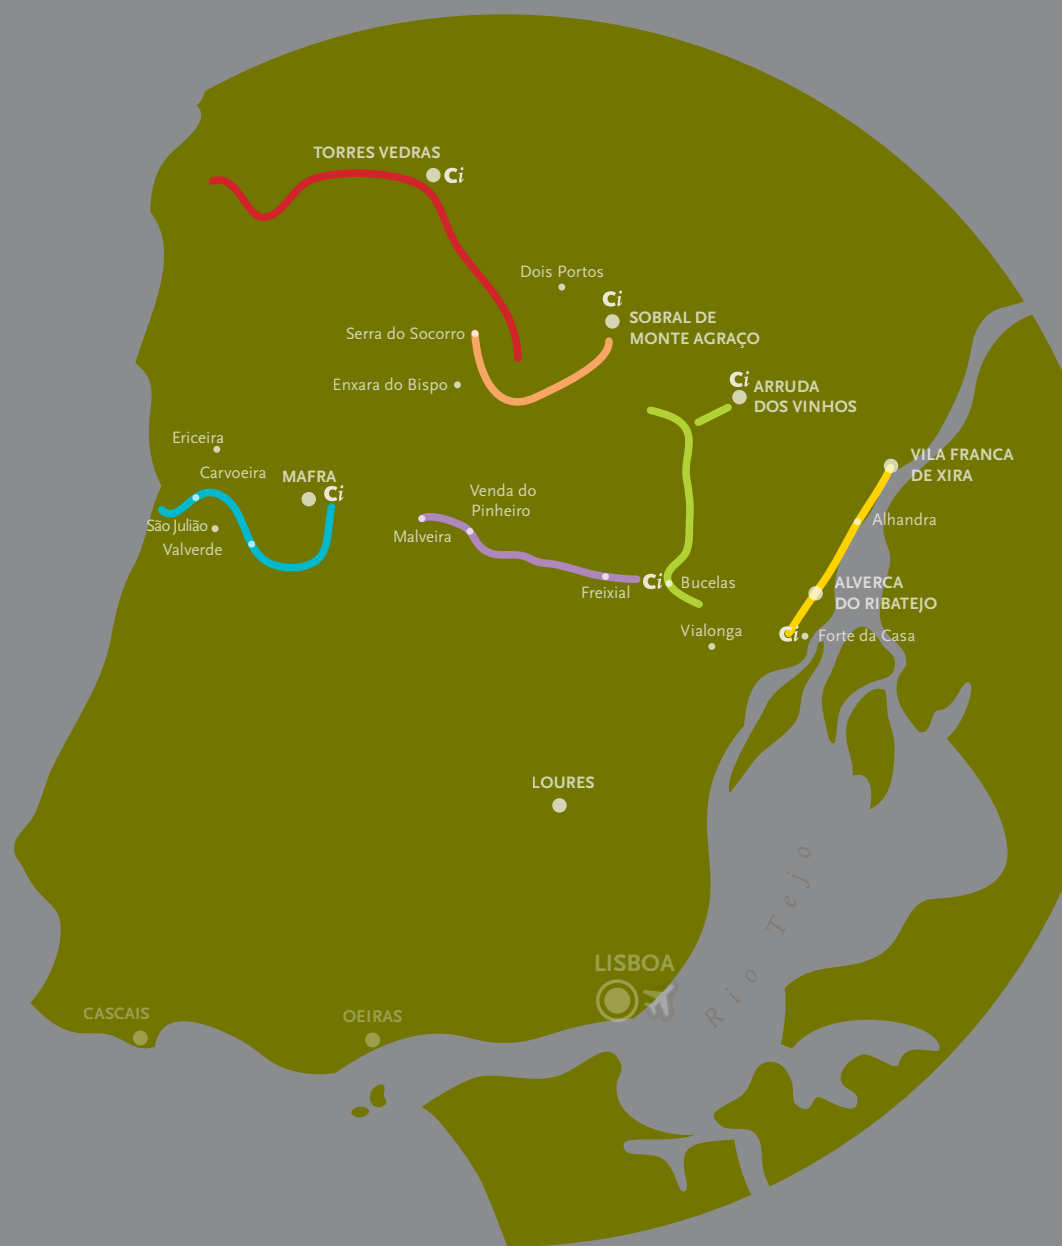 TORRES VEDRAS
Ci
Dois Portos
Ci
SOBRAL DE
MONTE AGRAÇO
Serra do Socorro
Enxara do Bispo
Ci
ARRUDA
DOS VINHOS
Ericeira
Carvoeira
MAFRA
Ci
São Julião
Valverde
Venda do
Pinheiro
Malveira
Freixial
Ci
Bucelas
Vialonga
VILA FRANCA
DE XIRA
Alhandra
ALVERCA
DO RIBATEJO
Ci
Forte da Casa
LOURES
Rio Tejo
LISBOA
CASCAIS
OEIRAS